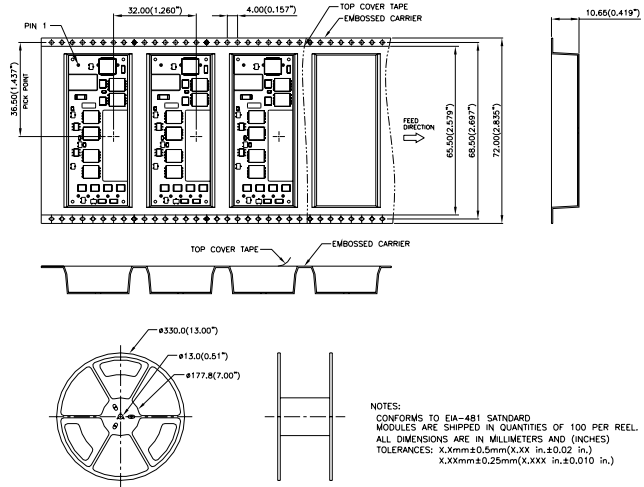 32.00(1.260")
4.00(0.157")
TOP COVER TAPE
EMBOSSED CARRIER
10.65(0.419")
PIN 1
36.50(1.437")
PICK POINT
FEED
DIRECTION
65.50(2.579")
68.50(2.697")
72.00(2.835")
TOP COVER TAPE
EMBOSSED CARRIER
ø330.0(13.00")
ø13.0(0.51")
ø177.8(7.00")
NOTES:
CONFORMS TO EIA-481 SATNDARD
MODULES ARE SHIPPED IN QUANTITIES OF 100 PER REEL.
ALL DIMENSIONS ARE IN MILLIMETERS AND (INCHES)
TOLERANCES: X.Xmm±0.5mm(X.XX in.±0.02 in.)
X.XXmm±0.25mm(X.XXX in.±0.010 in.)